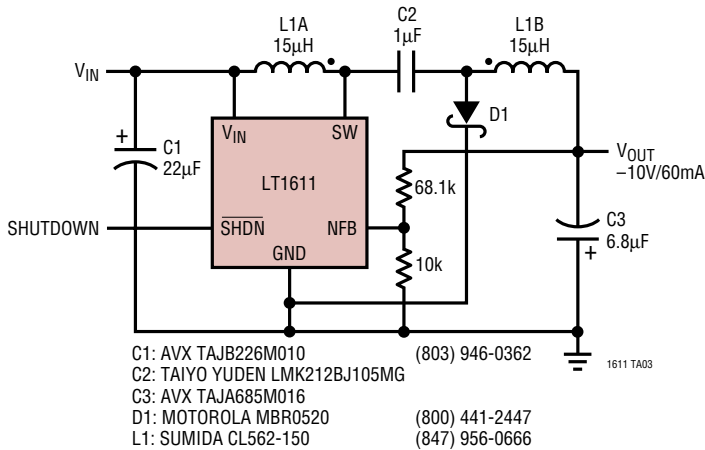 L1A
15µH
C2
1µF
L1B
15µH
VIN
D1
VIN
SW
+
C1
22µF
LT1611
68.1k
VOUT
–10V/60mA
SHUTDOWN
SHDN
NFB
C3
6.8µF
GND
10k
+
C1: AVX TAJB226M010 (803) 946-0362
C2: TAIYO YUDEN LMK212BJ105MG
C3: AVX TAJA685M016
D1: MOTOROLA MBR0520 (800) 441-2447
L1: SUMIDA CL562-150 (847) 956-0666
1611 TA03